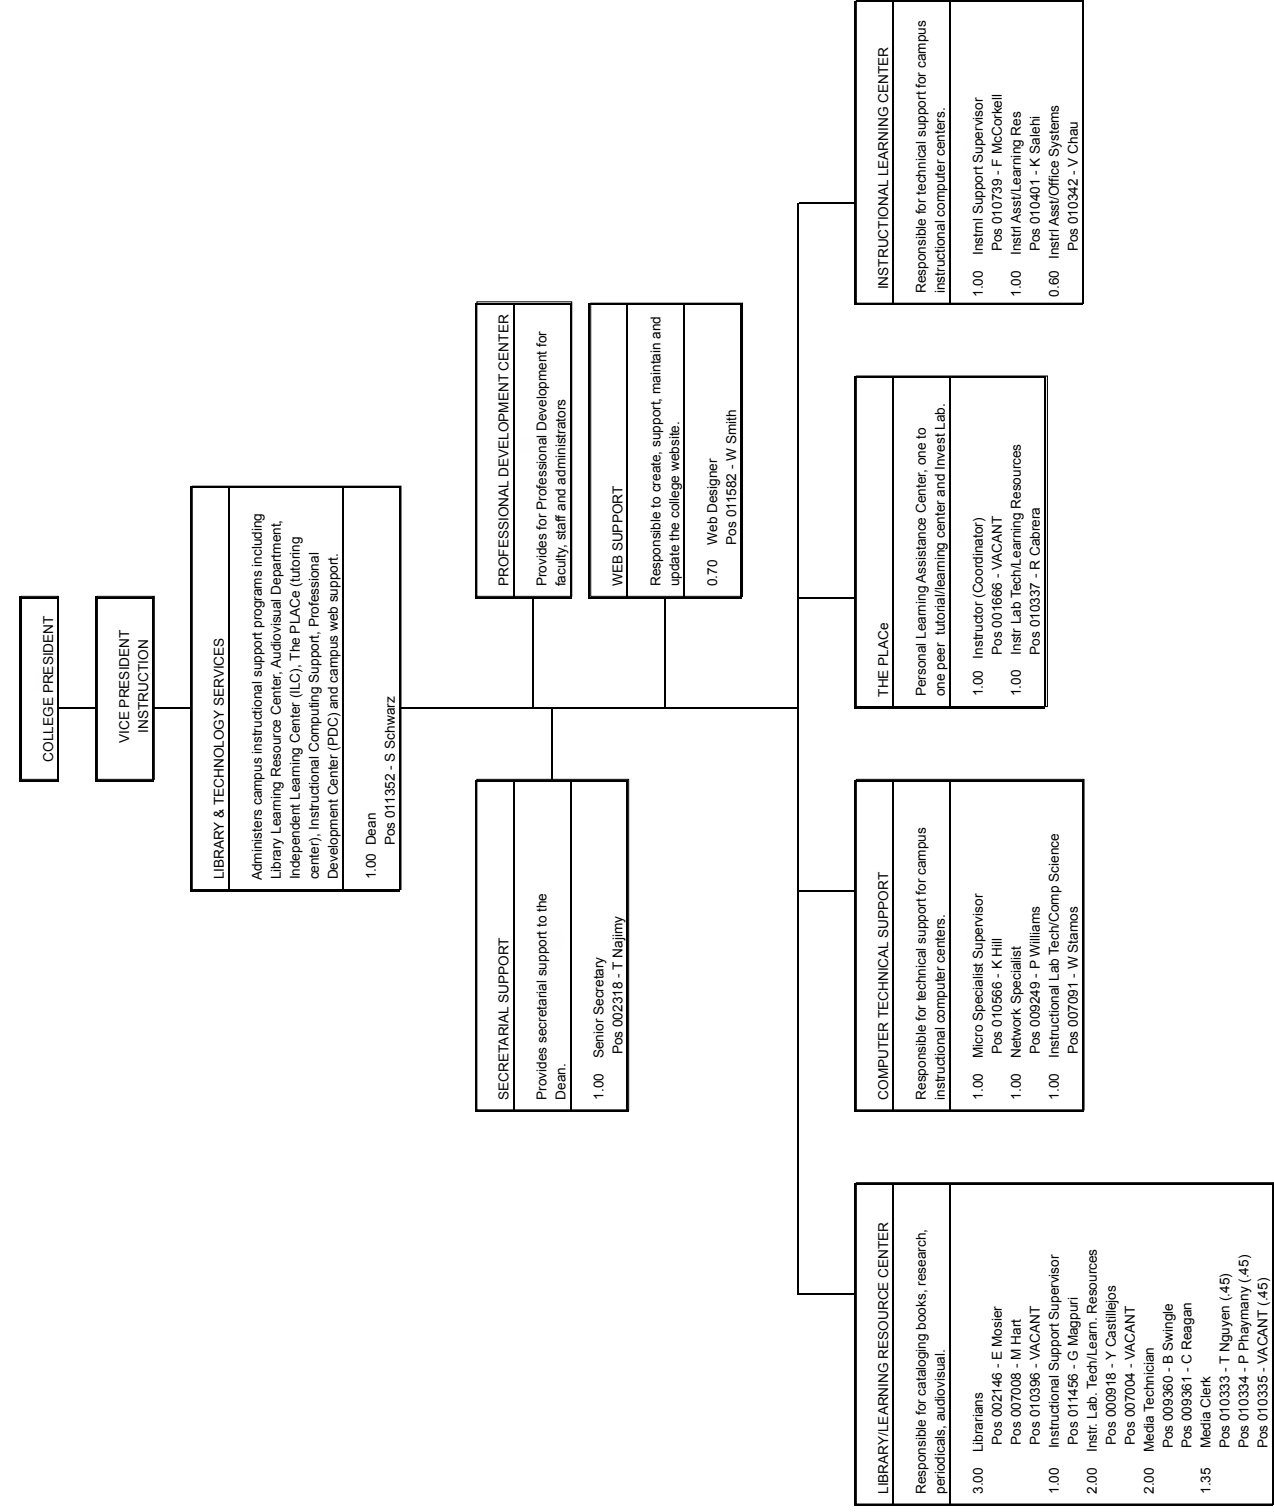 COLLEGE PRESIDENT
VICE PRESIDENT
INSTRUCTION
LIBRARY & TECHNOLOGY SERVICES
Administers campus instructional support programs including
Library Learning Resource Center, Audiovisual Department,
Independent Learning Center (ILC), The PLACe (tutoring
center), Instructional Computing Support, Professional
Development Center (PDC) and campus web support.
1.00 Dean
Pos 011352 - S Schwarz
SECRETARIAL SUPPORT
Provides secretarial support to the
Dean.
1.00 Senior Secretary
Pos 002318 - T Najimy
PROFESSIONAL DEVELOPMENT CENTER
Provides for Professional Development for
faculty, staff and administrators
WEB SUPPORT
Responsible to create, support, maintain and
update the college website.
0.70 Web Designer
Pos 011582 - W Smith
LIBRARY/LEARNING RESOURCE CENTER
Responsible for cataloging books, research,
periodicals, audiovisual.
3.00 Librarians
Pos 002146 - E Mosier
Pos 007008 - M Hart
Pos 010396 - VACANT
1.00 Instructional Support Supervisor
Pos 011456 - G Magpuri
2.00 Instr. Lab. Tech/Learn. Resources
Pos 000918 - Y Castillejos
Pos 007004 - VACANT
2.00 Media Technician
Pos 009360 - B Swingle
Pos 009361 - C Reagan
1.35 Media Clerk
Pos 010333 - T Nguyen (.45)
Pos 010334 - P Phaymany (.45)
Pos 010335 - VACANT (.45)
COMPUTER TECHNICAL SUPPORT
Responsible for technical support for campus
instructional computer centers.
1.00 Micro Specialist Supervisor
Pos 010566 - K Hill
1.00 Network Specialist
Pos 009249 - P Williams
1.00 Instructional Lab Tech/Comp Science
Pos 007091 - W Stamos
THE PLACe
Personal Learning Assistance Center, one to
one peer tutorial/learning center and Invest Lab.
1.00 Instructor (Coordinator)
Pos 001666 - VACANT
1.00 Instr Lab Tech/Learning Resources
Pos 010337 - R Cabrera
INSTRUCTIONAL LEARNING CENTER
Responsible for technical support for campus
instructional computer centers.
1.00 Instrnl Support Supervisor
Pos 010739 - F McCorkell
1.00 Instrl Asst/Learning Res
Pos 010401 - K Salehi
0.60 Instrl Asst/Office Systems
Pos 010342 - V Chau